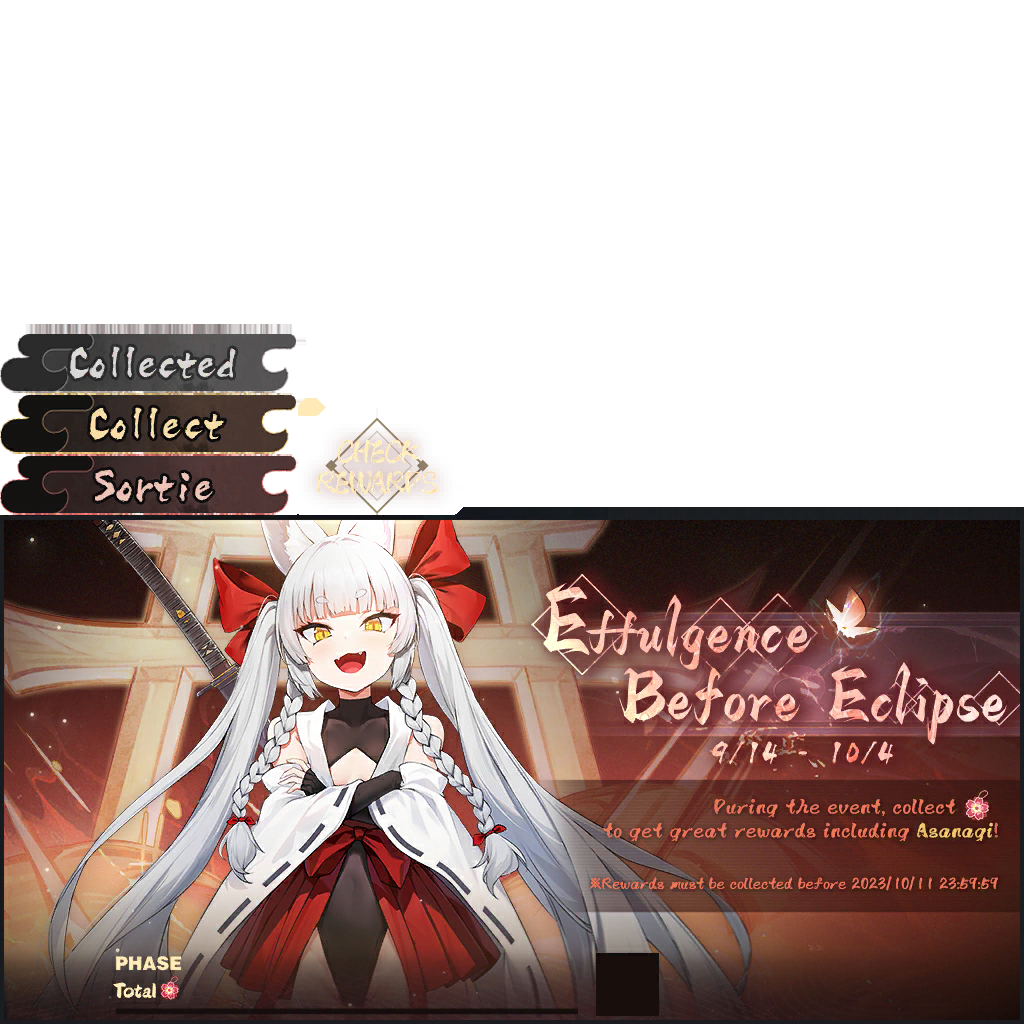 Collected
Collect
Sortie
CHECK
REWARDS
Effulgence
Before Eclipse
9/14 - 10/4
During the event, collect
to get great rewards including Asanagi!
※Rewards must be collected before 2023/10/11 23:59:59
PHASE
Total